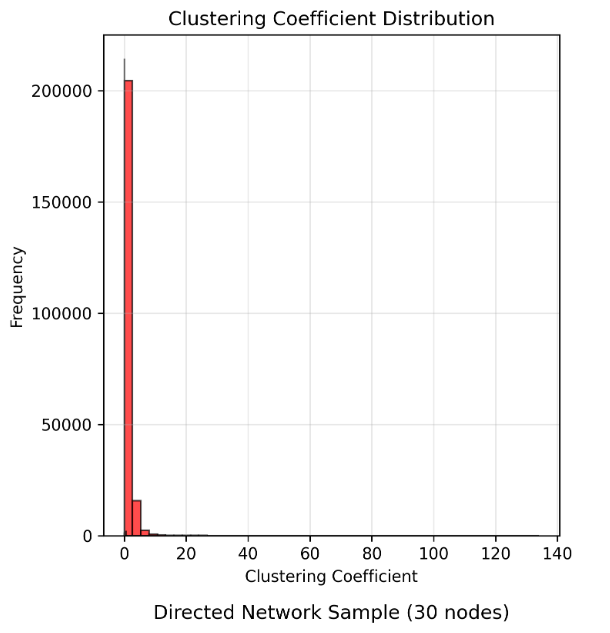 Clustering Coefficient Distribution
200000
150000
100000
50000
0
Frequency
0 20 40 60 80 100 120 140
Clustering Coefficient
Directed Network Sample (30 nodes)